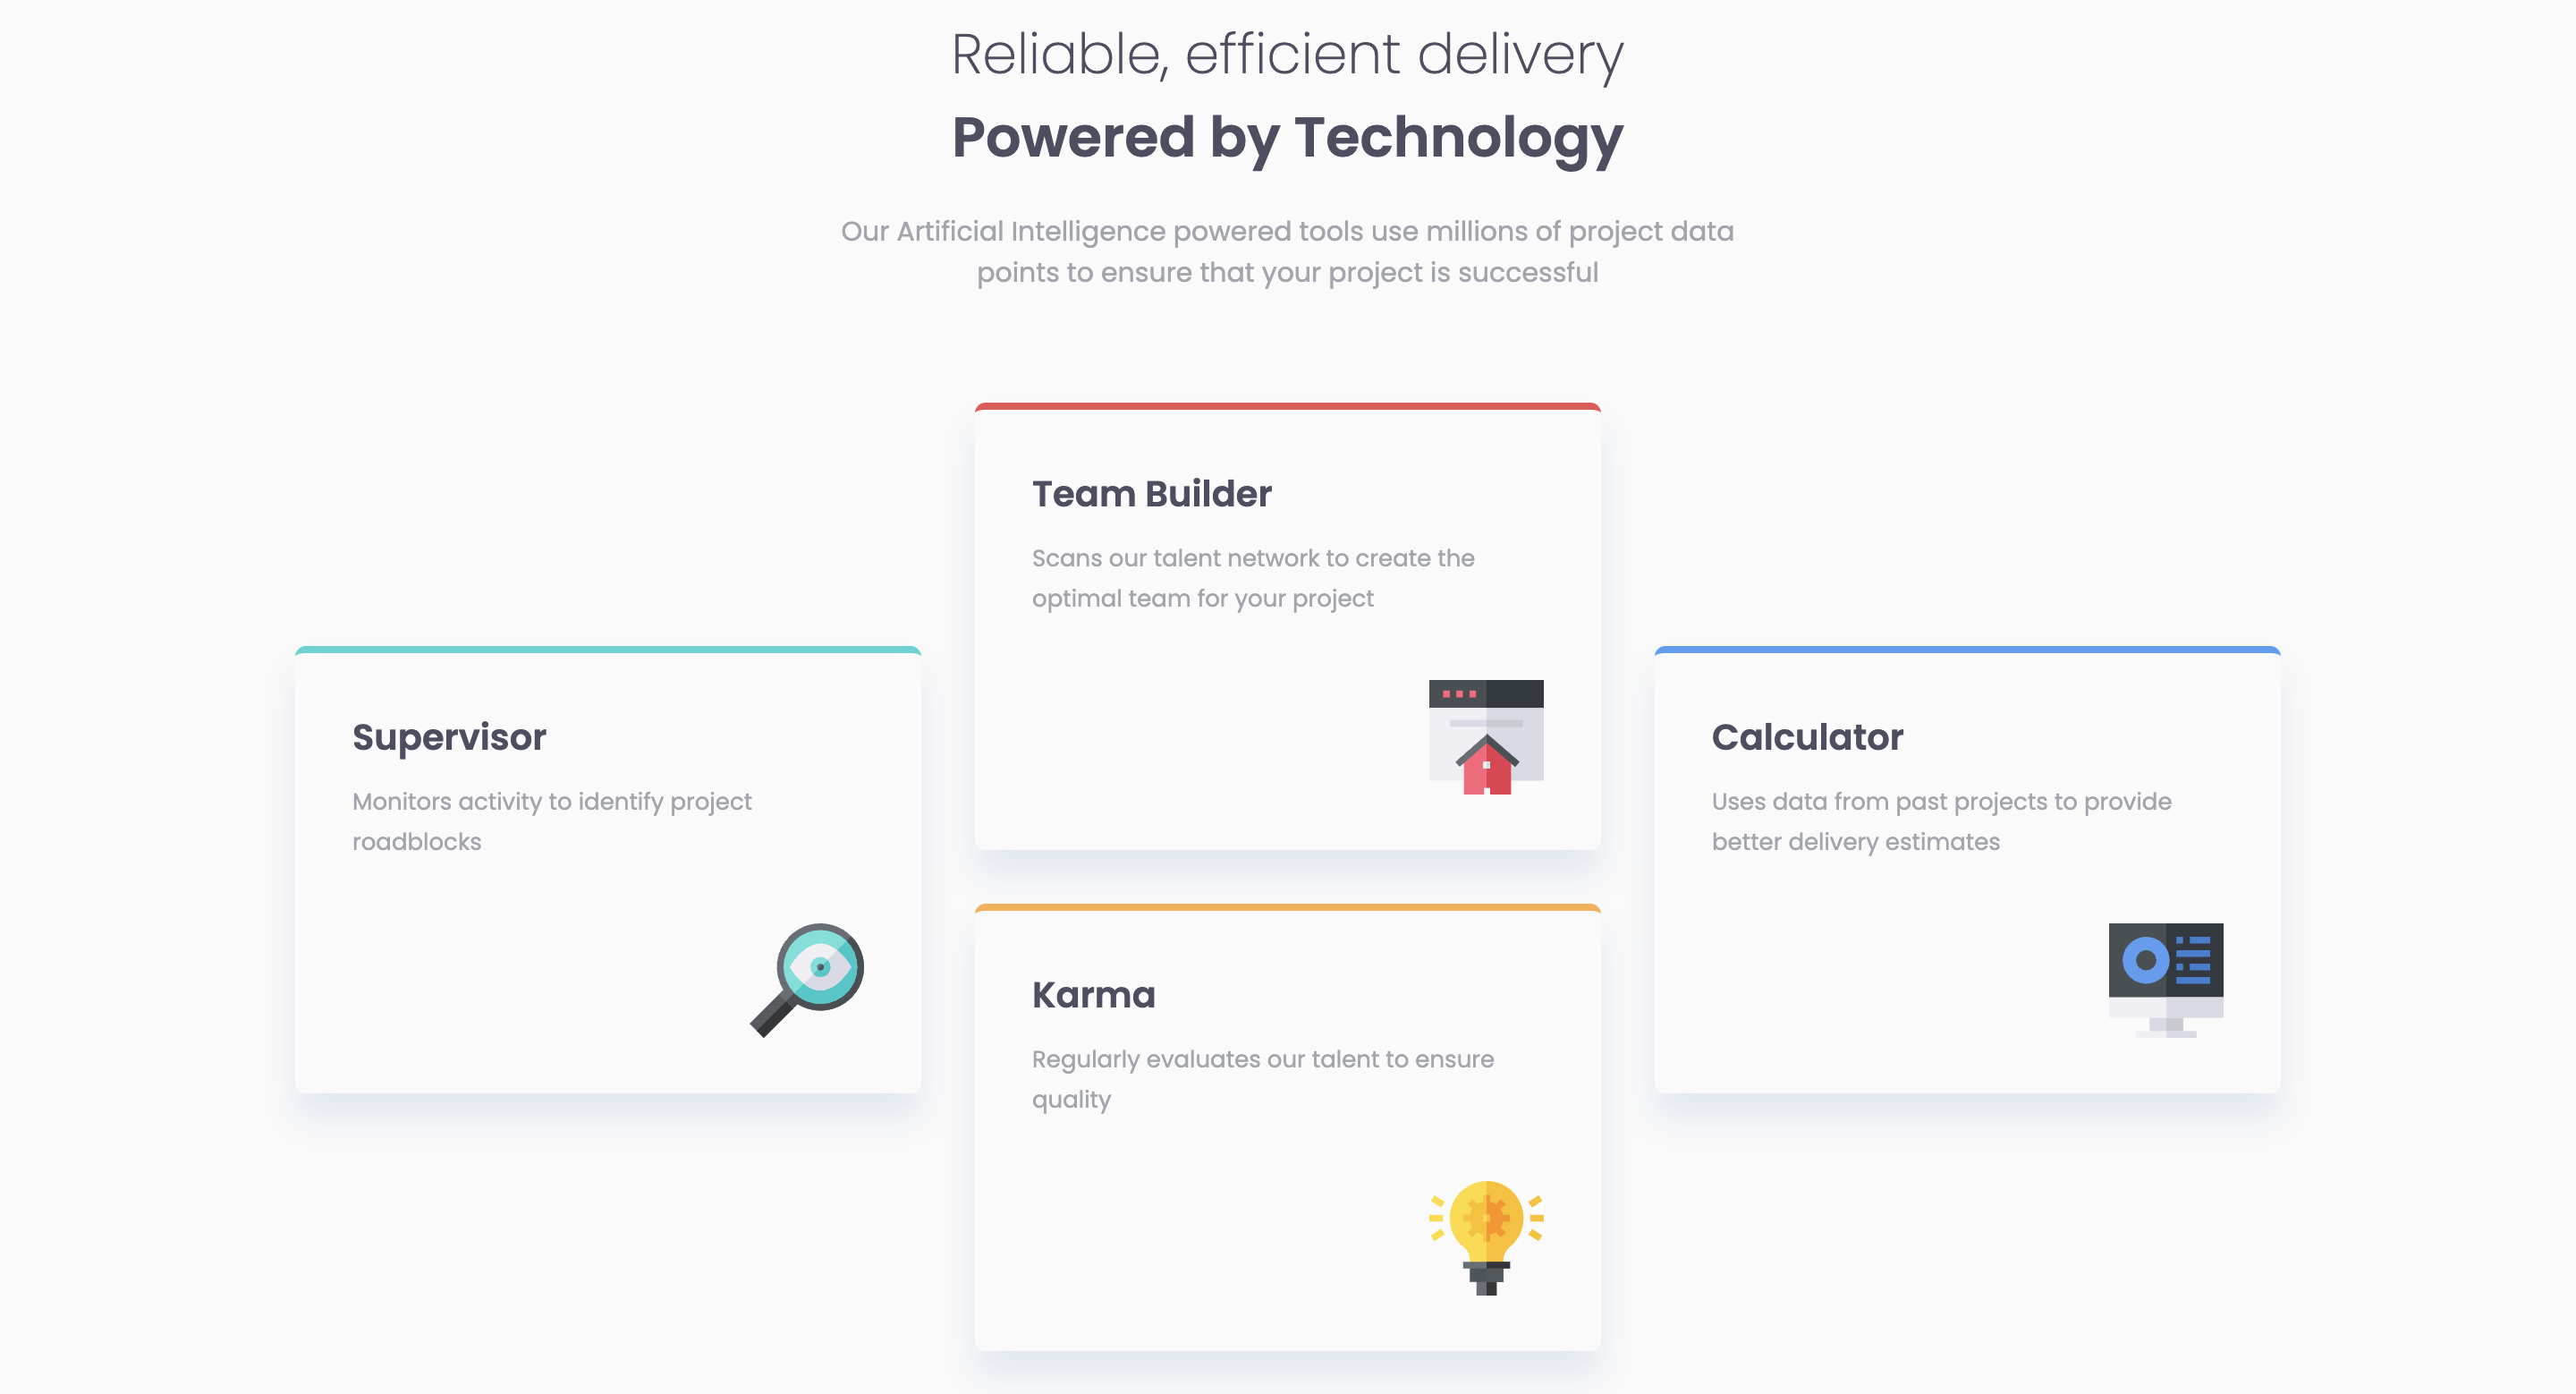 Reliable, efficient delivery
Powered by Technology
Our Artificial Intelligence powered tools use millions of project data
points to ensure that your project is successful
Supervisor
Monitors activity to identify project
roadblocks
Team Builder
Scans our talent network to create the
optimal team for your project
Karma
Regularly evaluates our talent to ensure
quality
Calculator
Uses data from past projects to provide
better delivery estimates